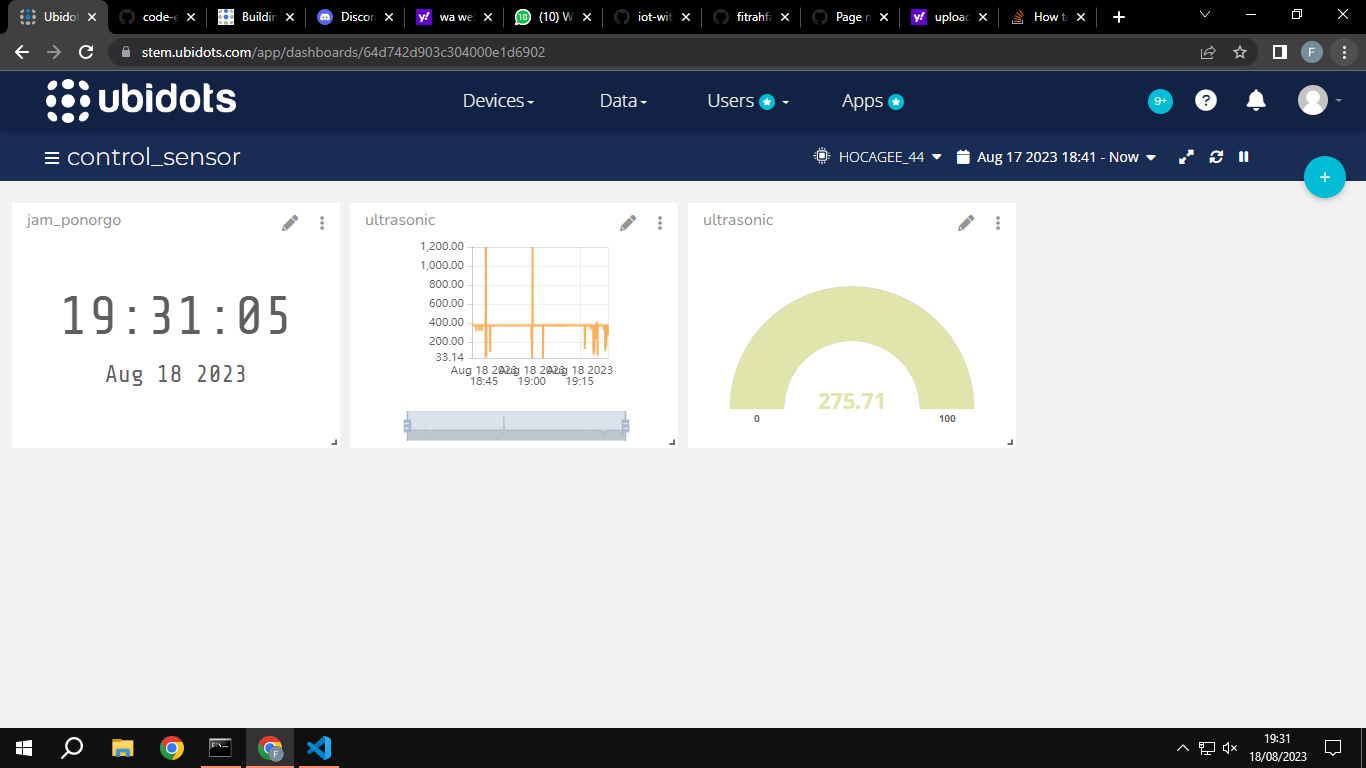 Ubidot
code-e
Buildin
Discor
wa wel
(10) W
iot-wit
fitrahfa
Page n
upload
How to
stem.ubidots.com/app/dashboards/64d742d903c304000e1d6902
F
ubidots
Devices
Data
Users
Apps
9+
?
control_sensor
HOCAGEE_44
Aug 17 2023 18:41 - Now
+
jam_ponorgo
19:31:05
Aug 18 2023
ultrasonic
1,200.00
1,000.00
800.00
600.00
400.00
200.00
33.14
Aug 18 2023 Aug 18 2023 Aug 18 2023
18:45 19:00 19:15
ultrasonic
275.71
0 100
19:31
18/08/2023